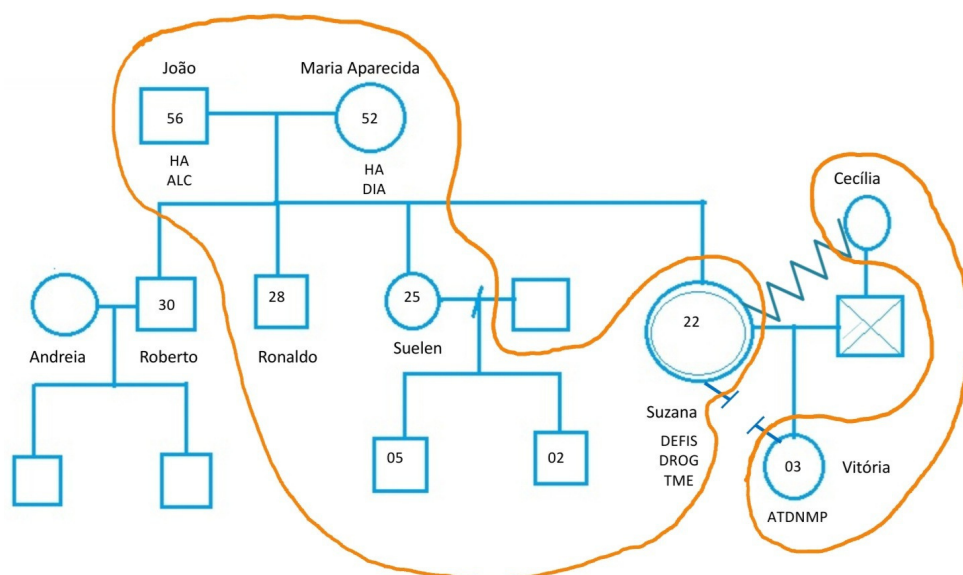 João
Maria Aparecida
56
52
HA
ALC
HA
DIA
Cecília
30
28
25
22
Andreia
Roberto
Ronaldo
Suelen
Suzana
DEFIS
DROG
TME
05
02
03
Vitória
ATDNMP